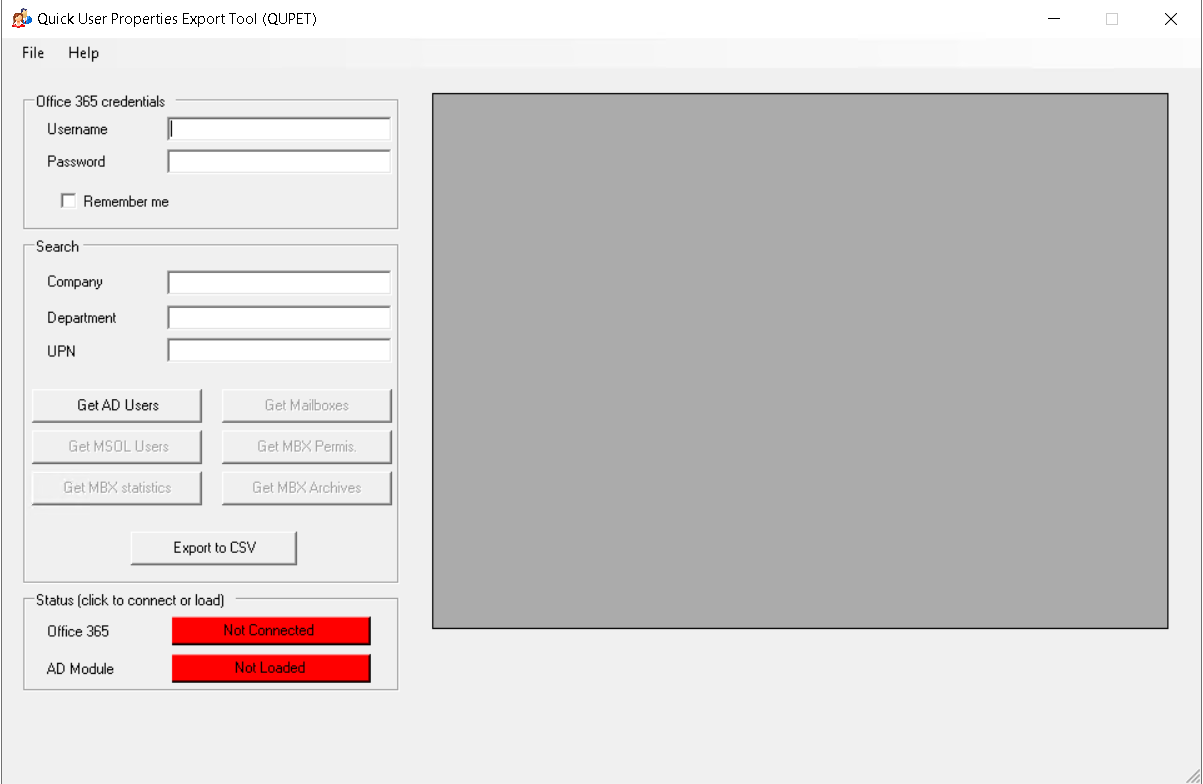 Quick User Properties Export Tool (QUPET)
File Help
Office 365 credentials
Username
Password
Remember me
Search
Company
Department
UPN
Get AD Users Get Mailboxes
Get MSOL Users Get MBX Permis.
Get MBX statistics Get MBX Archives
Export to CSV
Status (click to connect or load)
Office 365 Not Connected
AD Module Not Loaded